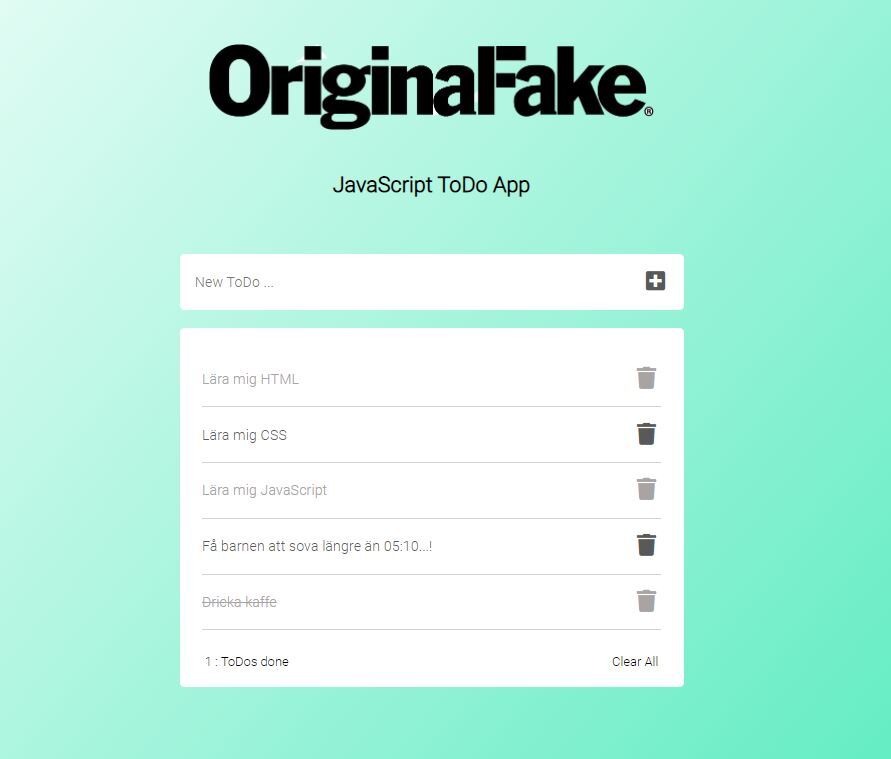 OriginalFake®
JavaScript ToDo App
New ToDo ...
Lära mig HTML
Lära mig CSS
Lära mig JavaScript
Få barnen att sova längre än 05:10...!
Dricka kaffe
1 : ToDos done
Clear All